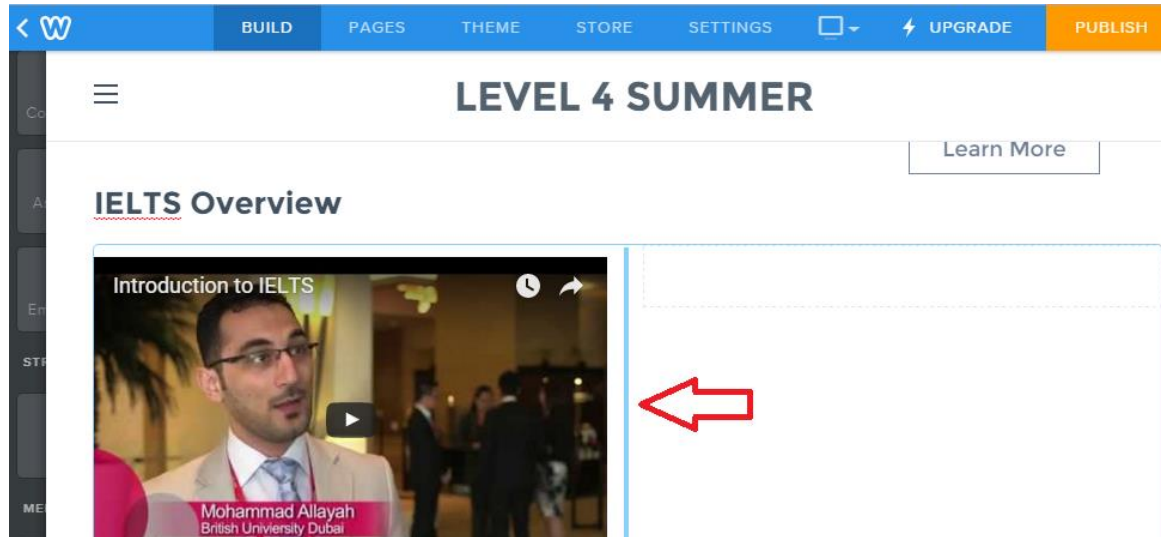 BUILD PAGES THEME STORE SETTINGS UPGRADE PUBLISH
LEVEL 4 SUMMER
Learn More
IELTS Overview
Introduction to IELTS
Mohammad Allayah
British Univiersity Dubai